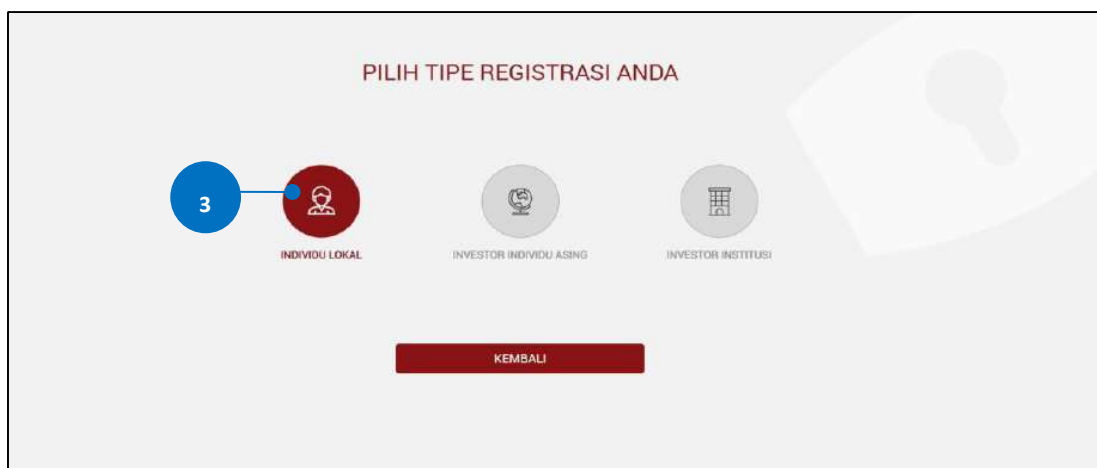 PILIH TIPE REGISTRASI ANDA
3
INDIVIDU LOKAL
INVESTOR INDIVIDU ASING
INVESTOR INSTITUSI
KEMBALI